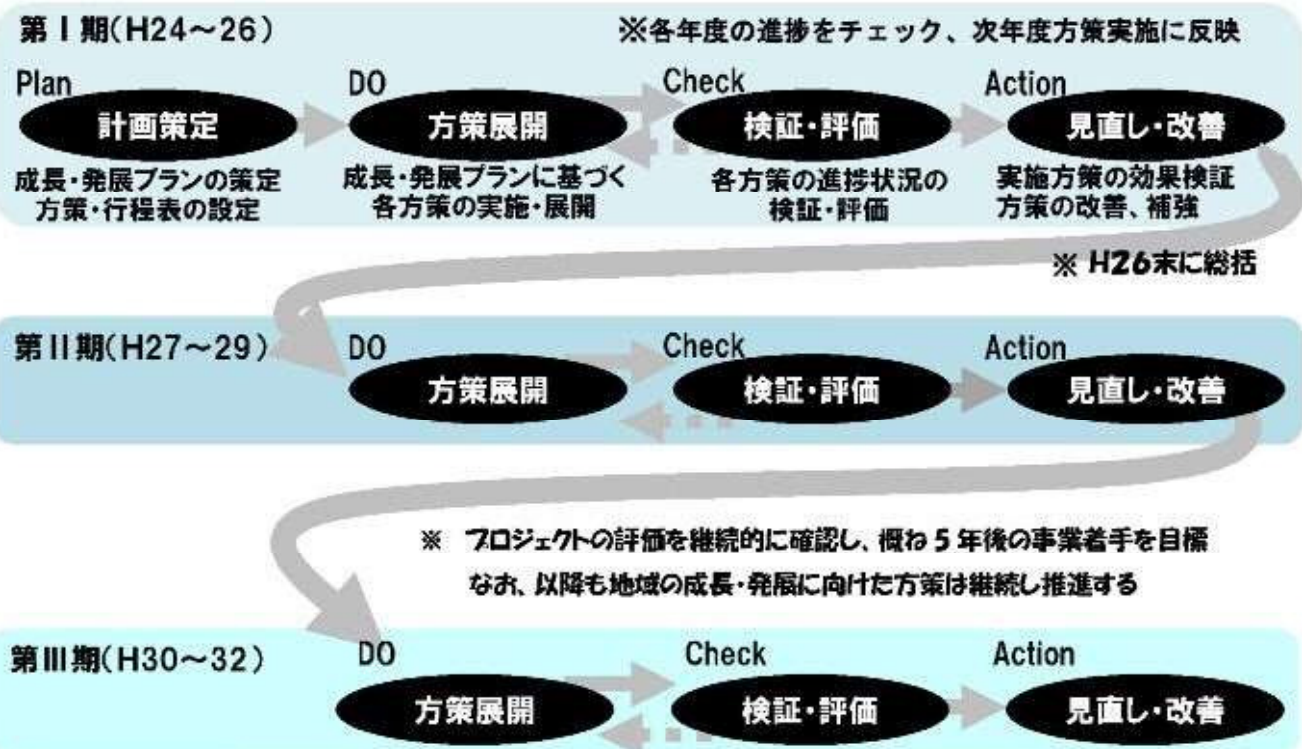 第Ⅰ期(H24～26)
※各年度の進捗をチェック、次年度方策実施に反映
Plan
DO
Check
Action
計画策定
方策展開
検証・評価
見直し・改善
成長・発展プランの策定
方策・行程表の設定
成長・発展プランに基づく
各方策の実施・展開
各方策の進捗状況の
検証・評価
実施方策の効果検証
方策の改善、補強
※ H26末に総括
第Ⅱ期(H27～29)
DO
Check
Action
方策展開
検証・評価
見直し・改善
※ プロジェクトの評価を継続的に確認し、概ね５年後の事業着手を目標
なお、以降も地域の成長・発展に向けた方策は継続し推進する
第Ⅲ期(H30～32)
DO
Check
Action
方策展開
検証・評価
見直し・改善